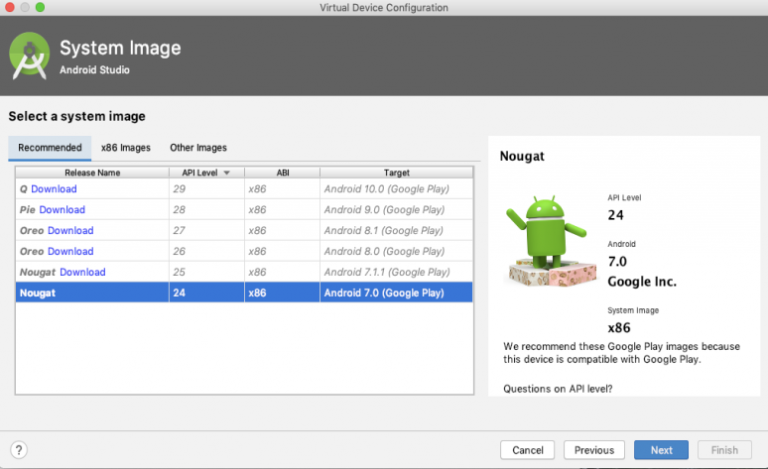 Virtual Device Configuration
System Image
Android Studio
Select a system image
Recommended x86 Images Other Images
Release Name API Level ABI Target
Q Download 29 x86 Android 10.0 (Google Play)
Pie Download 28 x86 Android 9.0 (Google Play)
Oreo Download 27 x86 Android 8.1 (Google Play)
Oreo Download 26 x86 Android 8.0 (Google Play)
Nougat Download 25 x86 Android 7.1.1 (Google Play)
Nougat 24 x86 Android 7.0 (Google Play)
Nougat
API Level
24
Android
7.0
Google Inc.
System Image
x86
We recommend these Google Play images because
this device is compatible with Google Play.
Questions on API level?
? Cancel Previous Next Finish